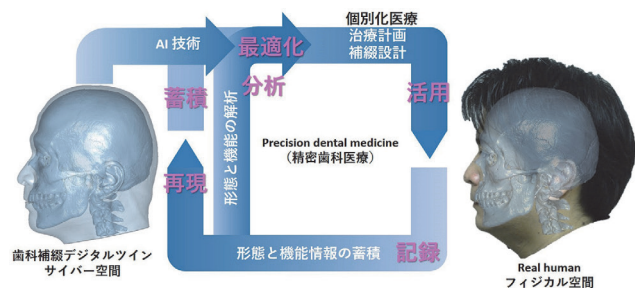 個別化医療
治療計画
補綴設計
AI 技術
最適化
分析
蓄積
活用
形態と機能の解析
Precision dental medicine
（精密歯科医療）
再現
歯科補綴デジタルツイン
サイバー空間
形態と機能情報の蓄積
記録
Real human
フィジカル空間